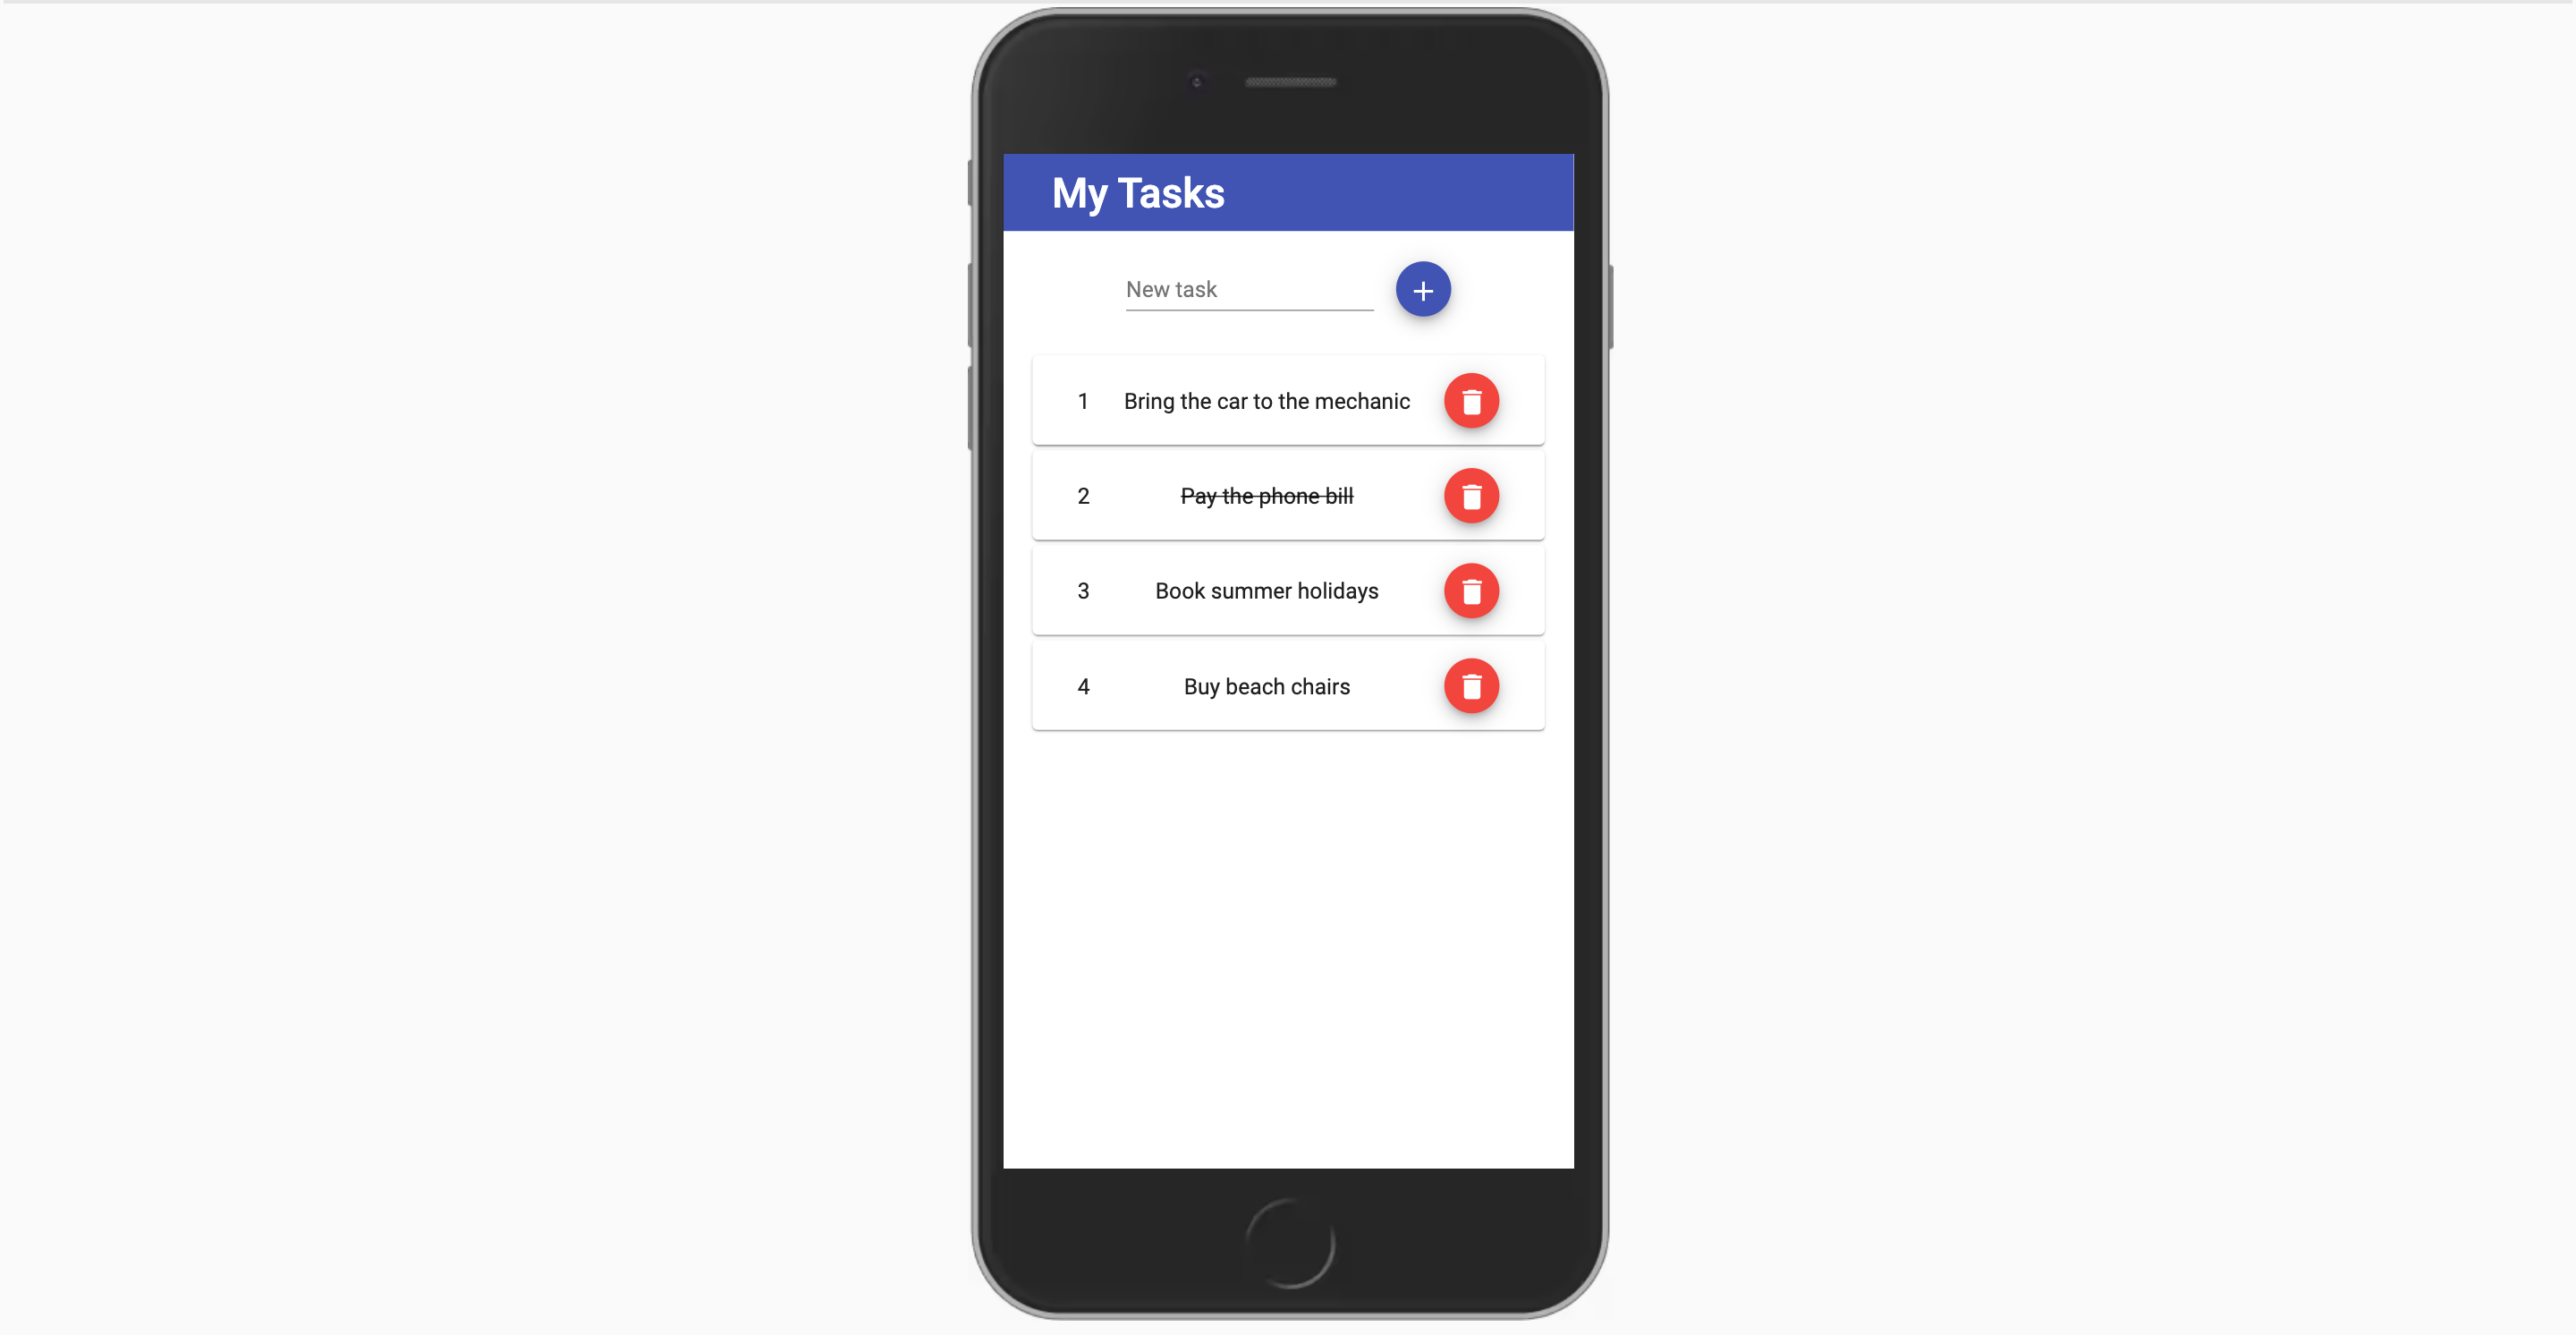 My Tasks
New task
1 Bring the car to the mechanic
2 Pay the phone bill
3 Book summer holidays
4 Buy beach chairs